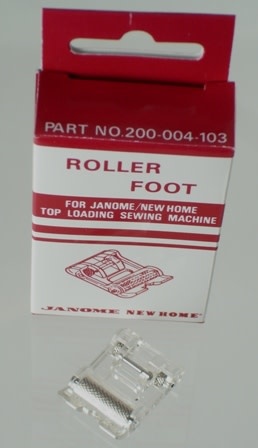 PART NO.200-004-103
ROLLER
FOOT
FOR JANOME/NEW HOME
TOP LOADING SEWING MACHINE
JANOME NEW HOME®